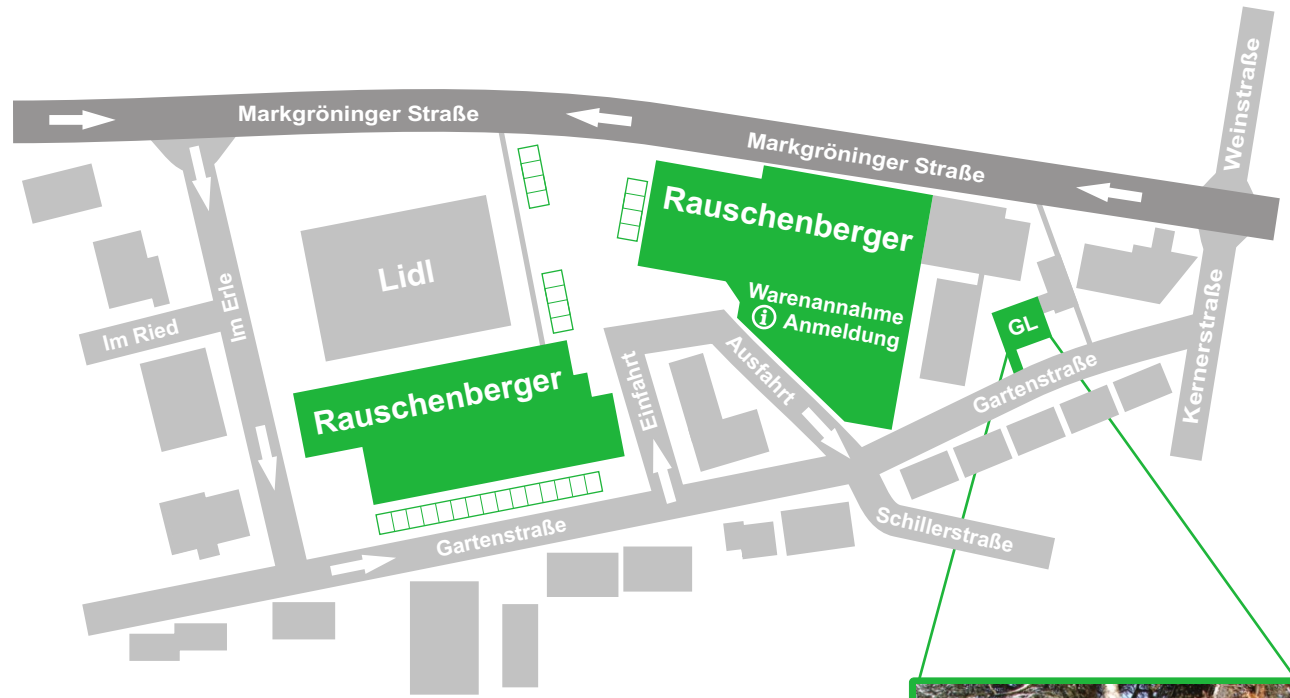 Weinstraße
Markgröninger Straße
Markgröninger Straße
Rauschenberger
Lidl
Im Erle
Im Ried
Warenannahme
i Anmeldung
GL
Ausfahrt
Einfahrt
Rauschenberger
Gartenstraße
Kernerstraße
Gartenstraße
Schillerstraße